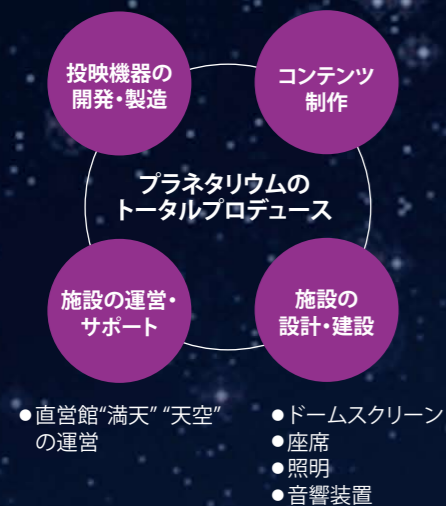 投映機器の
開発・製造
コンテンツ
制作
プラネタリウムの
トータルプロデュース
施設の運営・
サポート
施設の
設計・建設
●直営館“満天” “天空”
の運営
●ドームスクリーン
●座席
●照明
●音響装置